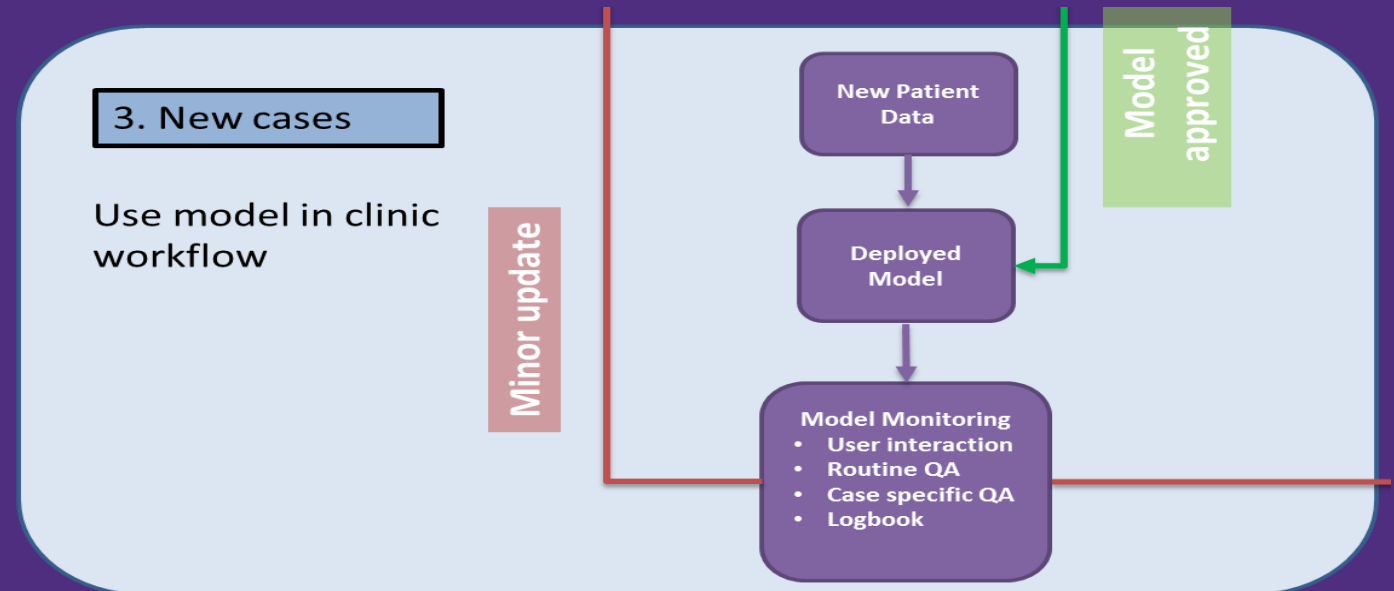 3. New cases
Use model in clinic
workflow
Minor update
New Patient
Data
Deployed
Model
Model Monitoring
• User interaction
• Routine QA
• Case specific QA
• Logbook
Model
approved